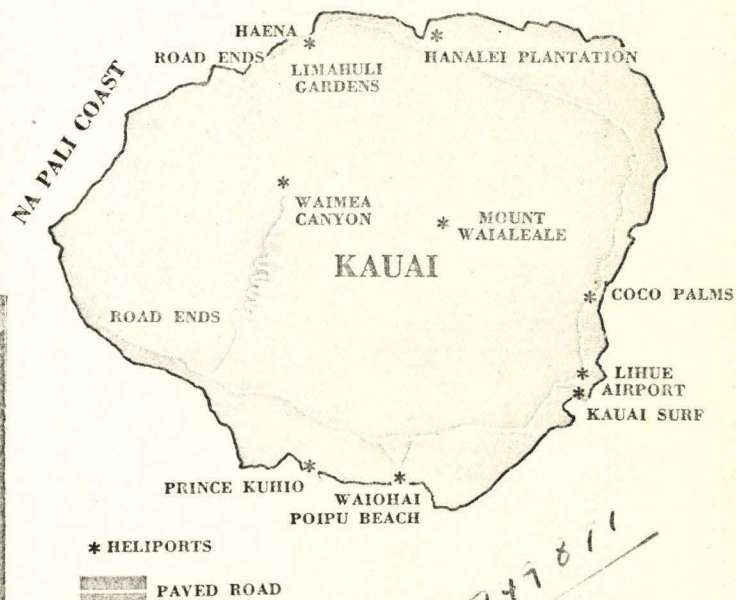 HAENA
ROAD ENDS
LIMAHULI
GARDENS
HANALEI PLANTATION
NA PALI COAST
WAIMEA
CANYON
MOUNT
WAIALEALE
KAUAI
COCO PALMS
ROAD ENDS
LIHUE
AIRPORT
KAUAI SURF
PRINCE KUHIO
WAIOHAI
POIPU BEACH
* HELIPORTS
PAVED ROAD